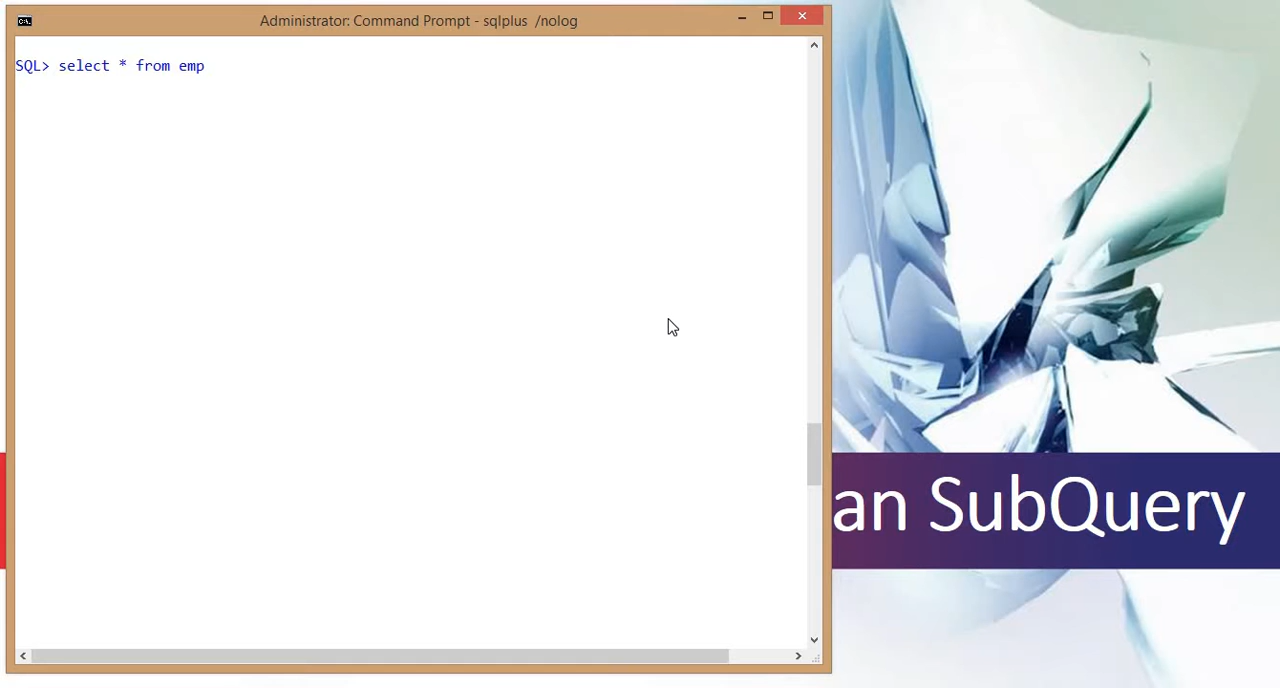 Administrator: Command Prompt - sqlplus  /nolog
SQL> select * from emp
an SubQuery